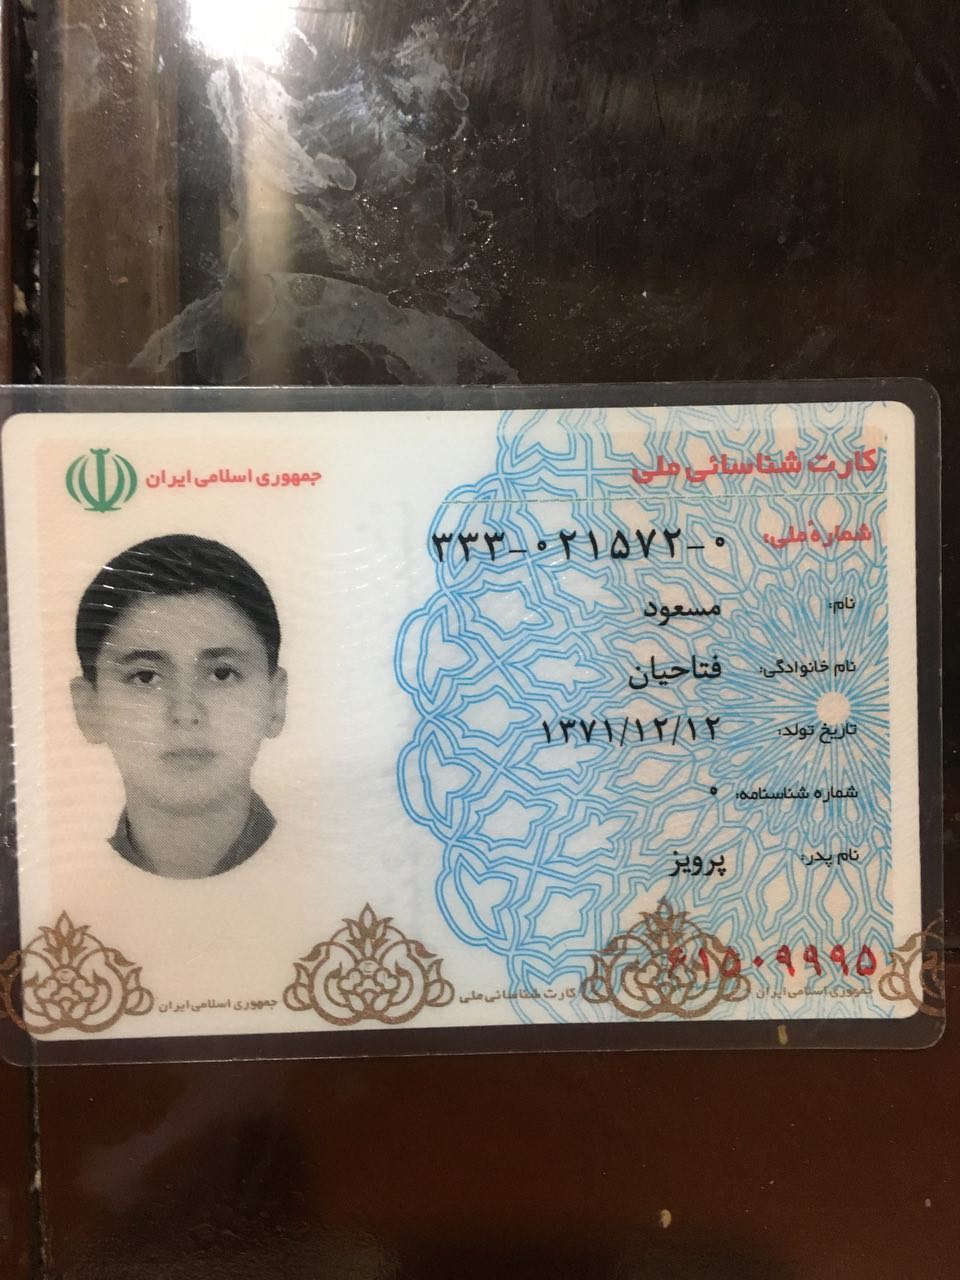 کارت شناسائی ملی
جمهوری اسلامی ایران
شمارهٔ ملی: ۳۳۳-۰۲۱۵۷۲-۰
نام: مسعود
نام خانوادگی: فتاحیان
تاریخ تولد: ۱۳۷۱/۱۲/۱۲
شماره شناسنامه: ۰
نام پدر: پرویز
۶۱۵۰۹۹۹۵
جمهوری اسلامی ایران کارت شناسائی ملی جمهوری اسلامی ایران